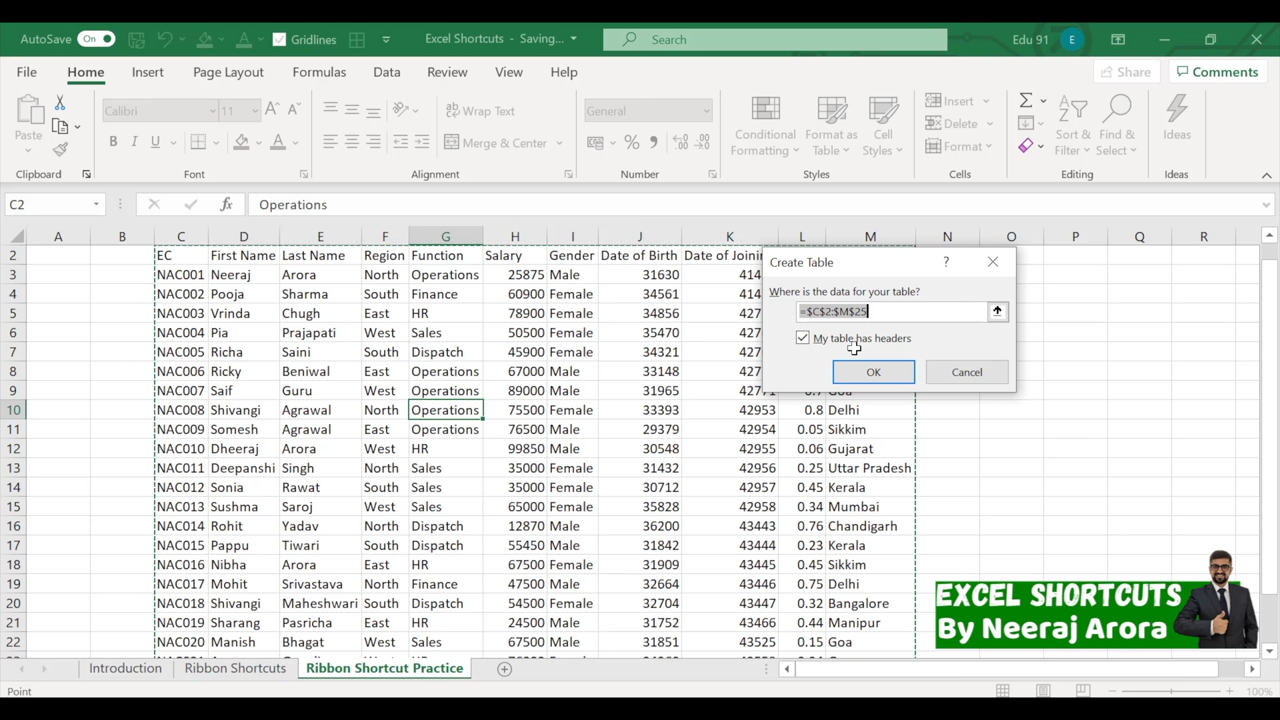 AutoSave On Gridlines Excel Shortcuts - Saving... Search Edu 91 E
File Home Insert Page Layout Formulas Data Review View Help Share Comments
Paste Calibri 11 Wrap Text General Conditional Formatting Format as Table Cell Styles Insert Sort & Filter Find & Select Ideas
B I U Merge & Center % Delete
Format
Clipboard Font Alignment Number Styles Cells Editing Ideas
C2 fx Operations
A B C D E F G H I J K L M N O P Q R
2 EC First Name Last Name Region Function Salary Gender Date of Birth Date of Joini
3 NAC001 Neeraj Arora North Operations 25875 Male 31630 414
4 NAC002 Pooja Sharma South Finance 60900 Female 34561 41
5 NAC003 Vrinda Chugh East HR 78900 Female 34856 427
6 NAC004 Pia Prajapati West Sales 50500 Female 35470 427
7 NAC005 Richa Saini South Dispatch 45900 Female 34321 427
8 NAC006 Ricky Beniwal East Operations 67000 Male 33148 427
9 NAC007 Saif Guru West Operations 89000 Male 31965 42771 0.7 Goa
10 NAC008 Shivangi Agrawal North Operations 75500 Female 33393 42953 0.8 Delhi
11 NAC009 Somesh Agrawal East Operations 76500 Female 29379 42954 0.05 Sikkim
12 NAC010 Dheeraj Arora West HR 99850 Male 30548 42955 0.06 Gujarat
13 NAC011 Deepanshi Singh North Sales 35000 Female 31432 42956 0.25 Uttar Pradesh
14 NAC012 Sonia Rawat South Sales 35000 Female 30712 42957 0.45 Kerala
15 NAC013 Sushma Saroj West Sales 65000 Female 35828 42958 0.34 Mumbai
16 NAC014 Rohit Yadav North Dispatch 12870 Male 36200 43443 0.76 Chandigarh
17 NAC015 Pappu Tiwari South Dispatch 55450 Male 31842 43444 0.23 Kerala
18 NAC016 Nibha Arora East HR 67500 Female 31909 43445 0.45 Sikkim
19 NAC017 Mohit Srivastava North Finance 47500 Male 32664 43446 0.75 Delhi
20 NAC018 Shivangi Maheshwari South Dispatch 54500 Female 32704 43447 0.32 Bangalore
21 NAC019 Sharang Pasricha East HR 24500 Male 31752 43466 0.44 Manipur
22 NAC020 Manish Bhagat West Sales 67500 Male 31851 43525 0.15 Goa
Create Table ?
Where is the data for your table?
=$C$2:$M$25
My table has headers
OK Cancel
EXCEL SHORTCUTS
By Neeraj Arora
Introduction Ribbon Shortcuts Ribbon Shortcut Practice
Point 100%